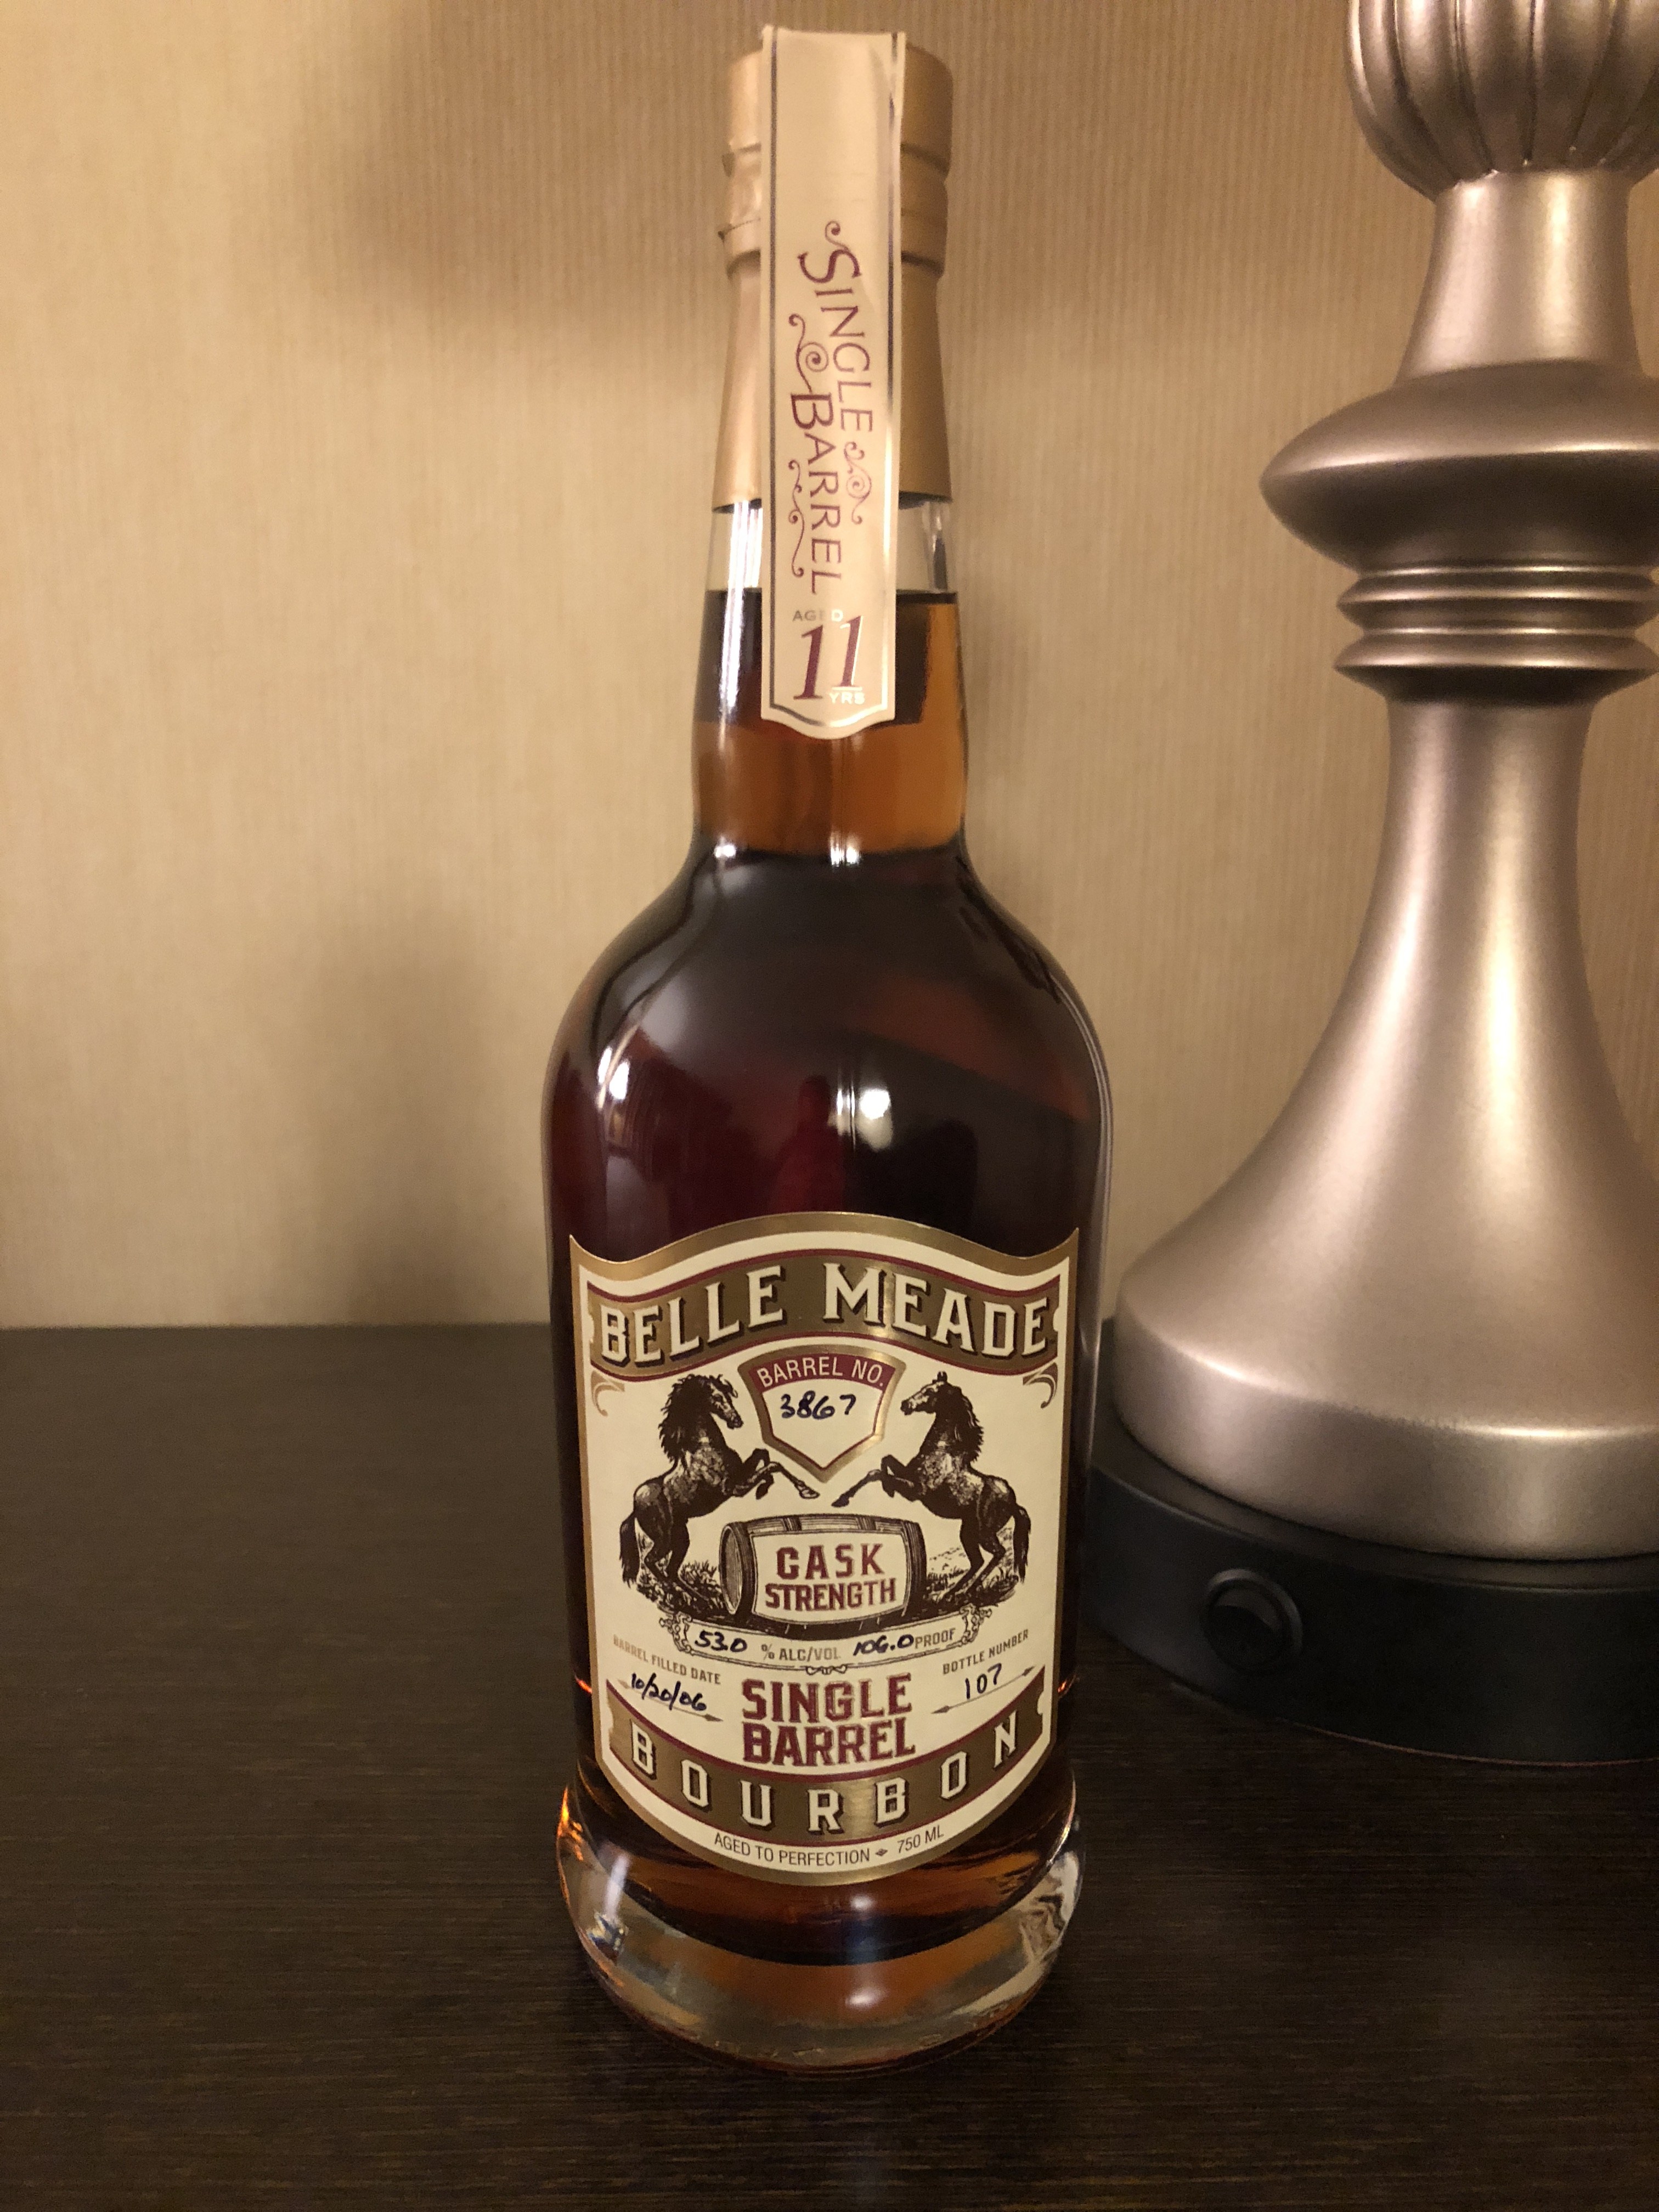 SINGLE
BARREL
AGED
11
YRS
BELLE MEADE
BARREL NO.
3867
CASK
STRENGTH
53.0 % ALC/VOL 106.0 PROOF
BARREL FILLED DATE
10/20/06
BOTTLE NUMBER
107
SINGLE
BARREL
BOURBON
AGED TO PERFECTION 750 ML